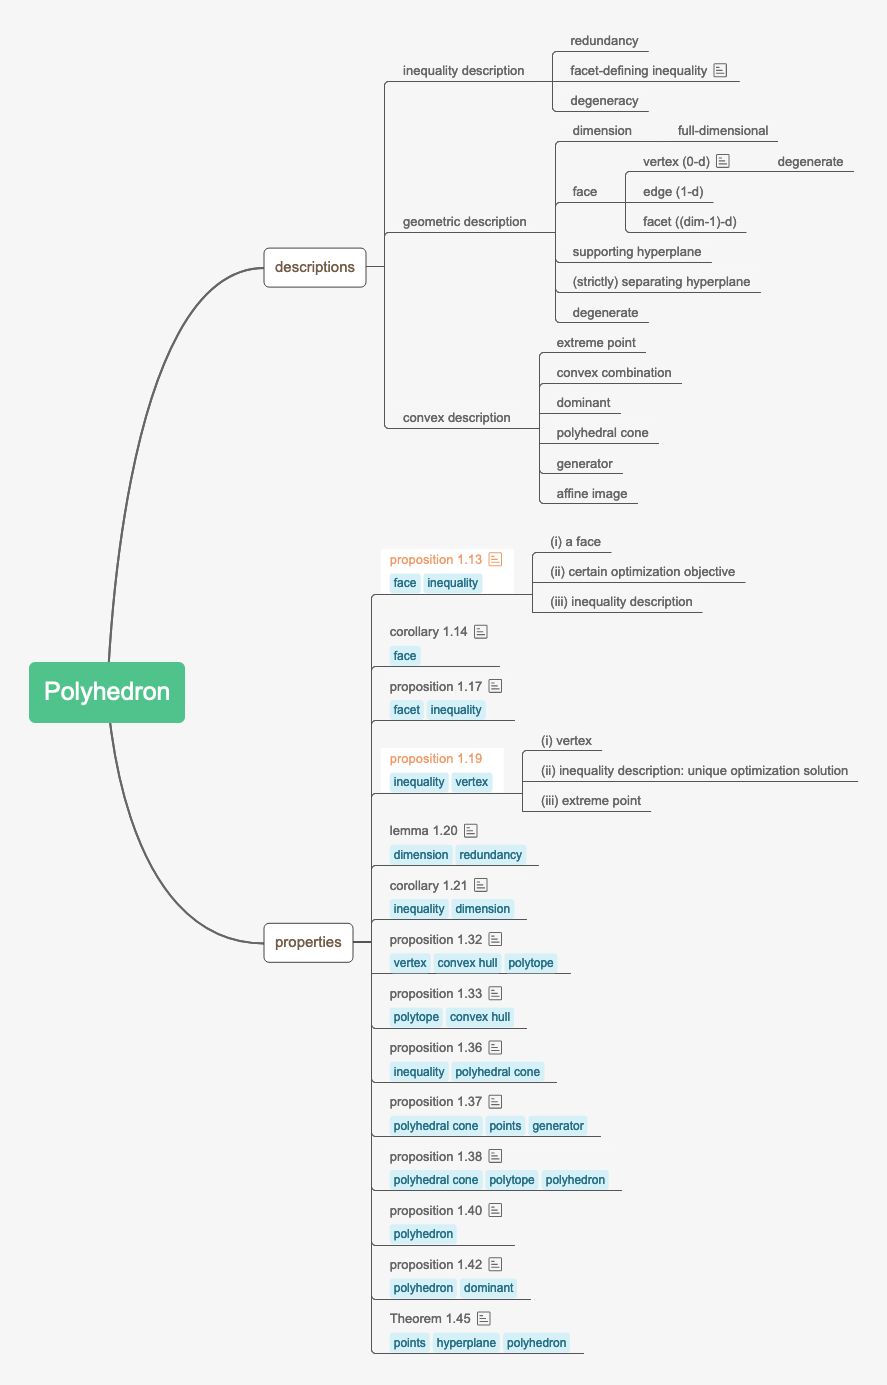 Polyhedron
descriptions
inequality description
redundancy
facet-defining inequality
degeneracy
geometric description
dimension
full-dimensional
face
vertex (0-d)
degenerate
edge (1-d)
facet ((dim-1)-d)
supporting hyperplane
(strictly) separating hyperplane
degenerate
convex description
extreme point
convex combination
dominant
polyhedral cone
generator
affine image
properties
proposition 1.13
face inequality
(i) a face
(ii) certain optimization objective
(iii) inequality description
corollary 1.14
face
proposition 1.17
facet inequality
proposition 1.19
inequality vertex
(i) vertex
(ii) inequality description: unique optimization solution
(iii) extreme point
lemma 1.20
dimension redundancy
corollary 1.21
inequality dimension
proposition 1.32
vertex convex hull polytope
proposition 1.33
polytope convex hull
proposition 1.36
inequality polyhedral cone
proposition 1.37
polyhedral cone points generator
proposition 1.38
polyhedral cone polytope polyhedron
proposition 1.40
polyhedron
proposition 1.42
polyhedron dominant
Theorem 1.45
points hyperplane polyhedron